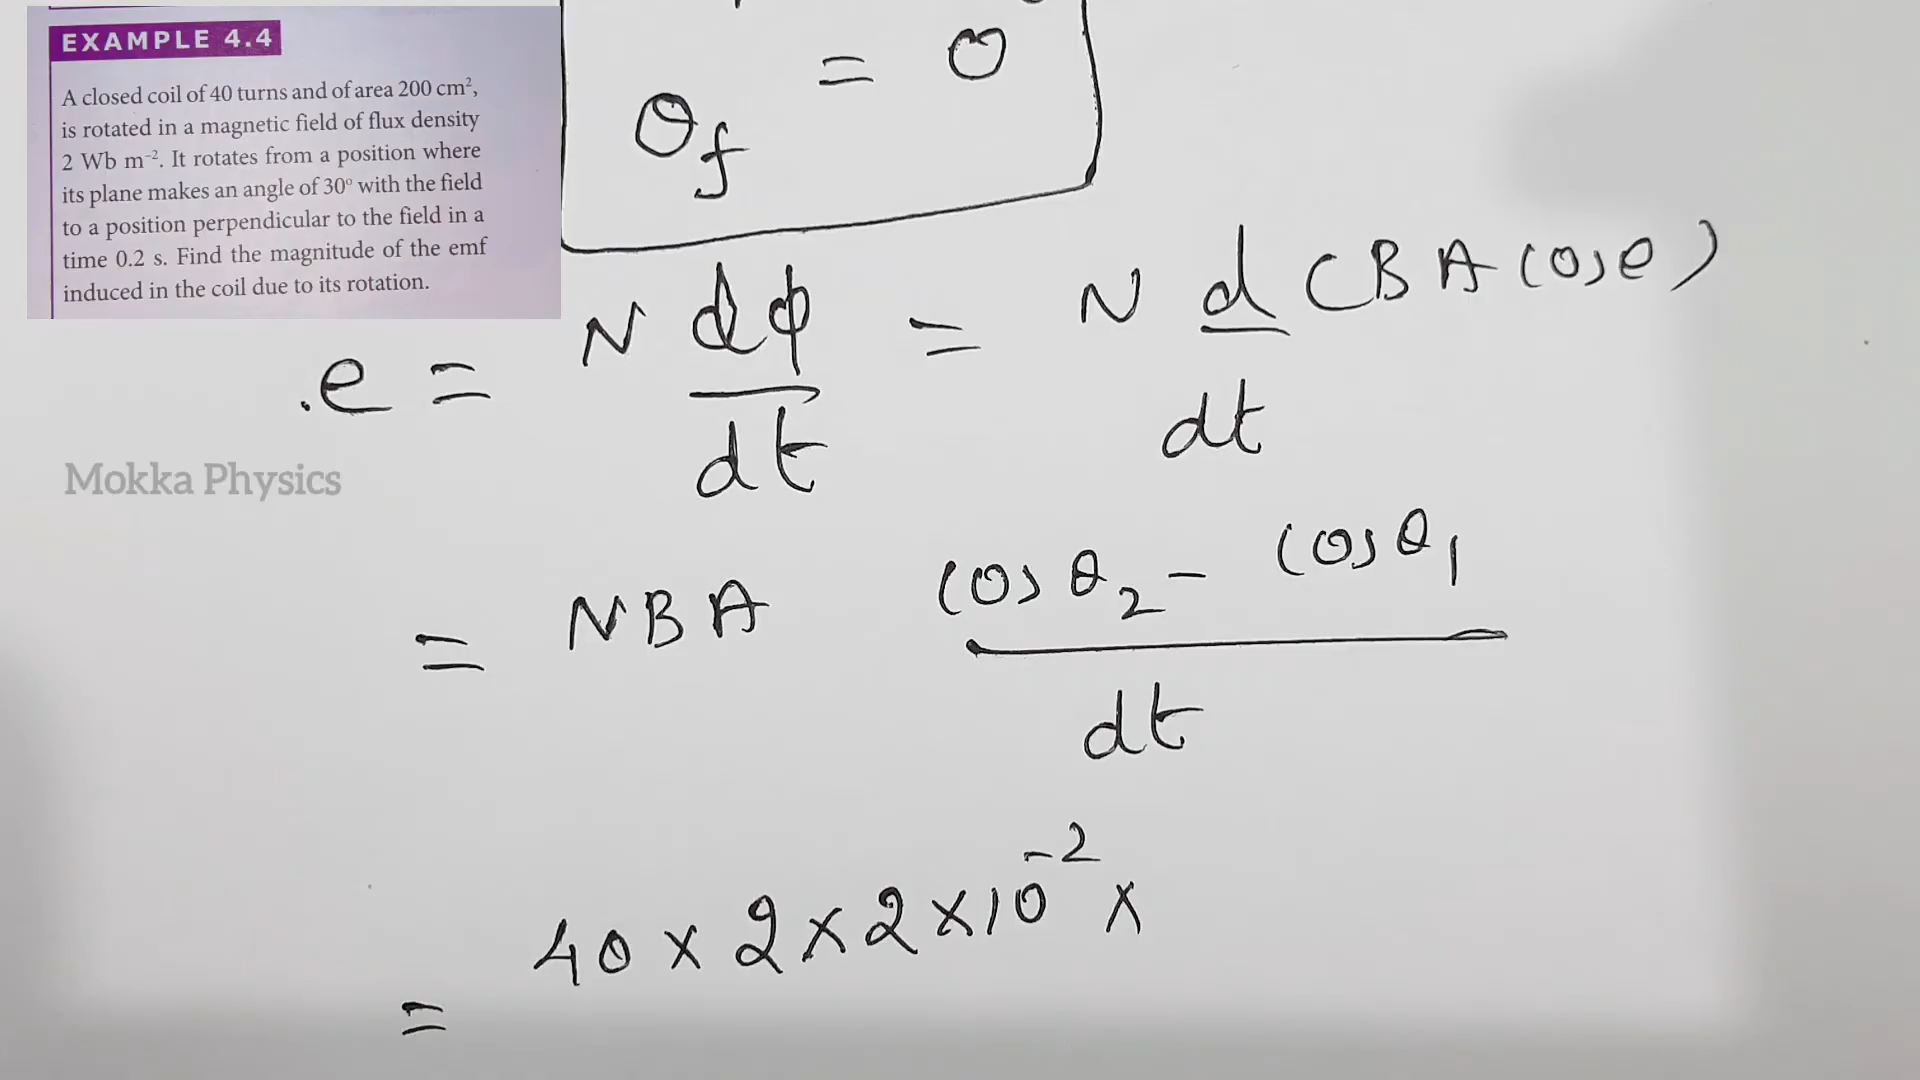 EXAMPLE 4.4
A closed coil of 40 turns and of area 200 cm²,
is rotated in a magnetic field of flux density
2 Wb m⁻². It rotates from a position where
its plane makes an angle of 30° with the field
to a position perpendicular to the field in a
time 0.2 s. Find the magnitude of the emf
induced in the coil due to its rotation.
θf = 0
e = N dϕ/dt = N d/dt (BA cosθ)
Mokka Physics
= NBA (cosθ₂ - cosθ₁)/dt
= 40 × 2 × 2 × 10⁻² ×